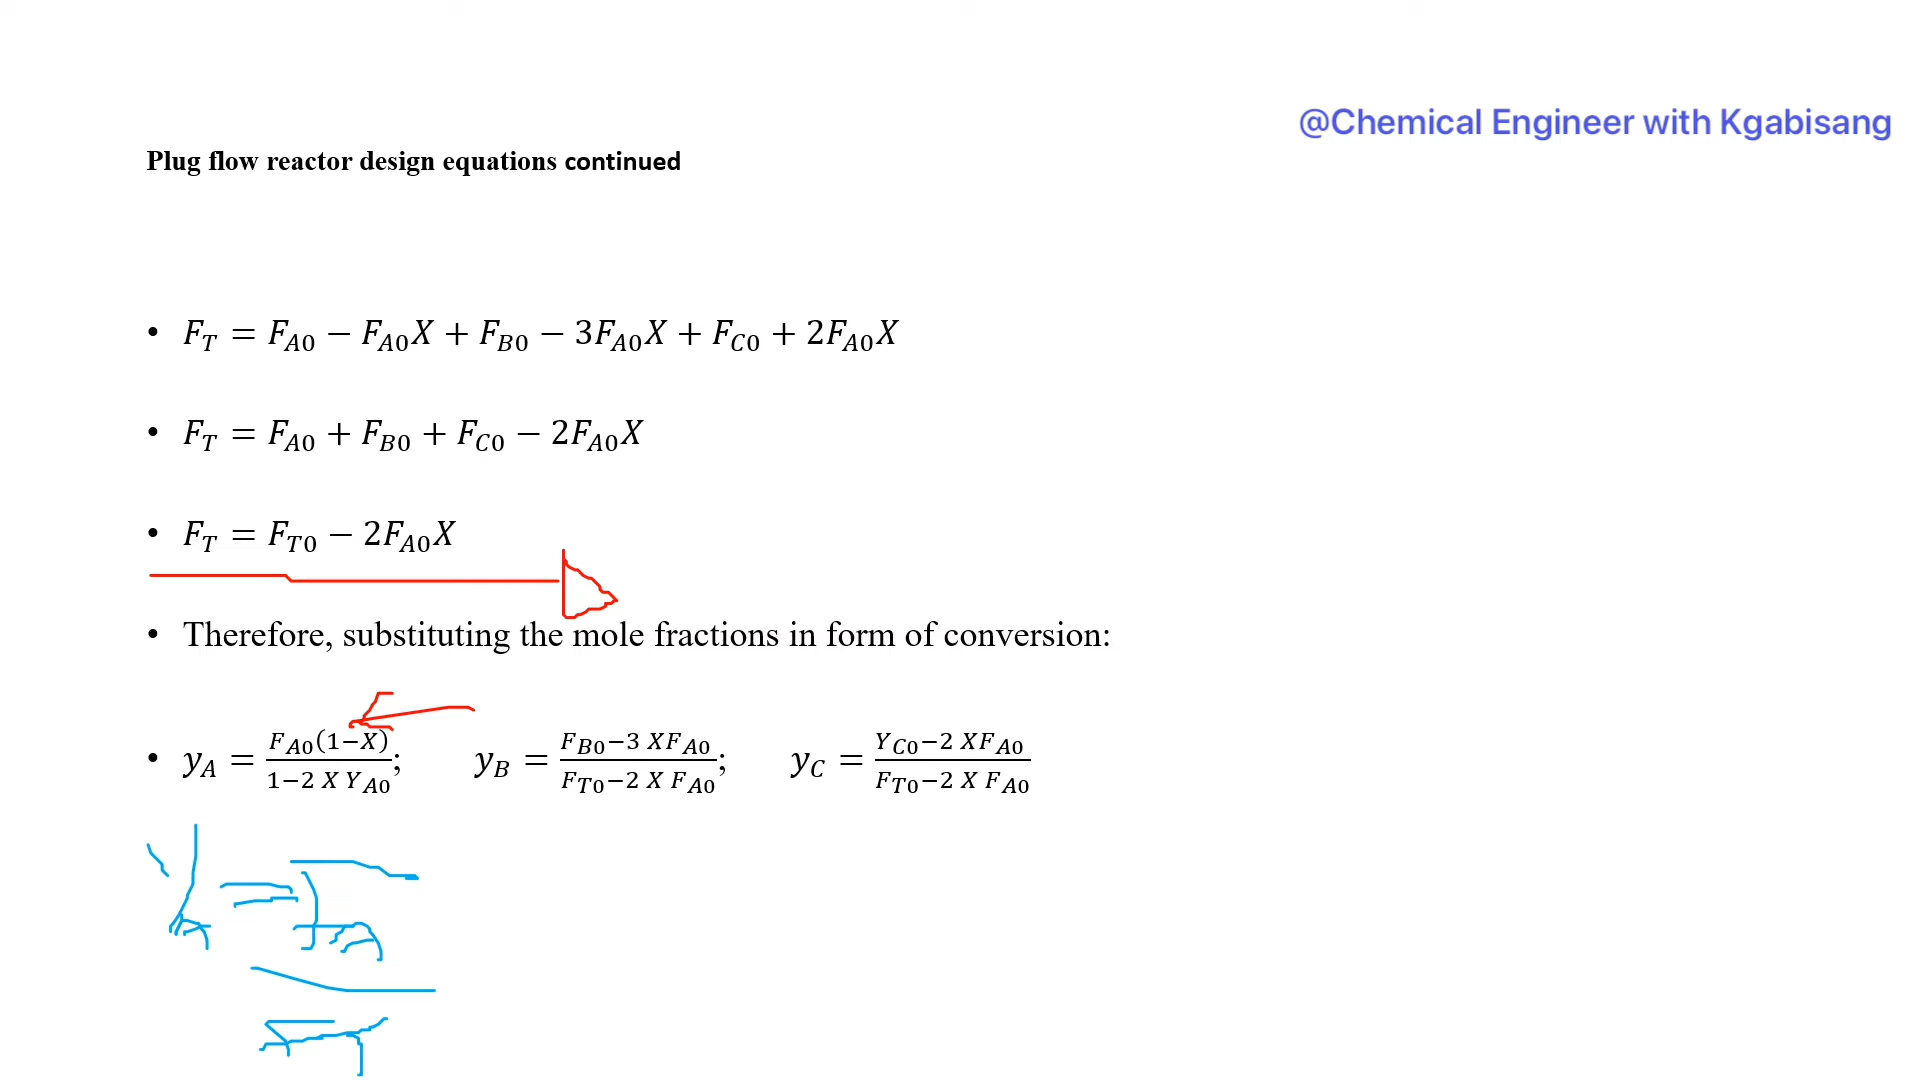 @Chemical Engineer with Kgabisang
Plug flow reactor design equations continued
• F_T = F_A0 − F_A0X + F_B0 − 3F_A0X + F_C0 + 2F_A0X
• F_T = F_A0 + F_B0 + F_C0 − 2F_A0X
• F_T = F_T0 − 2F_A0X
• Therefore, substituting the mole fractions in form of conversion:
• y_A = F_A0(1−X)/(1−2 X Y_A0); y_B = (F_B0−3 XF_A0)/(F_T0−2 X F_A0); y_C = (Y_C0−2 XF_A0)/(F_T0−2 X F_A0)